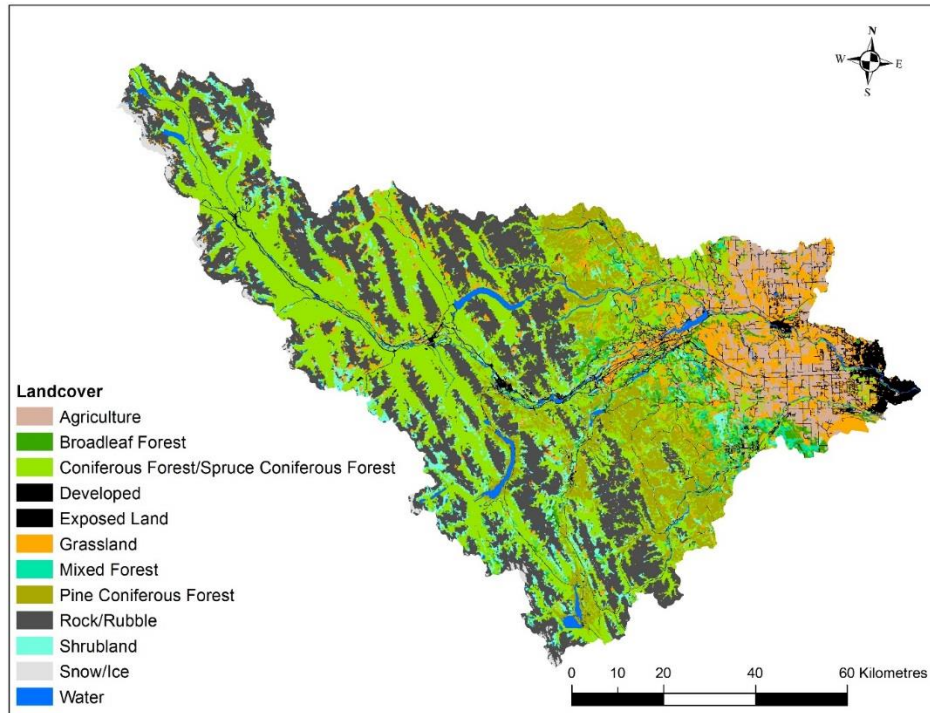 N
W E
S
Landcover
Agriculture
Broadleaf Forest
Coniferous Forest/Spruce Coniferous Forest
Developed
Exposed Land
Grassland
Mixed Forest
Pine Coniferous Forest
Rock/Rubble
Shrubland
Snow/Ice
Water
0 10 20 40 60 Kilometres